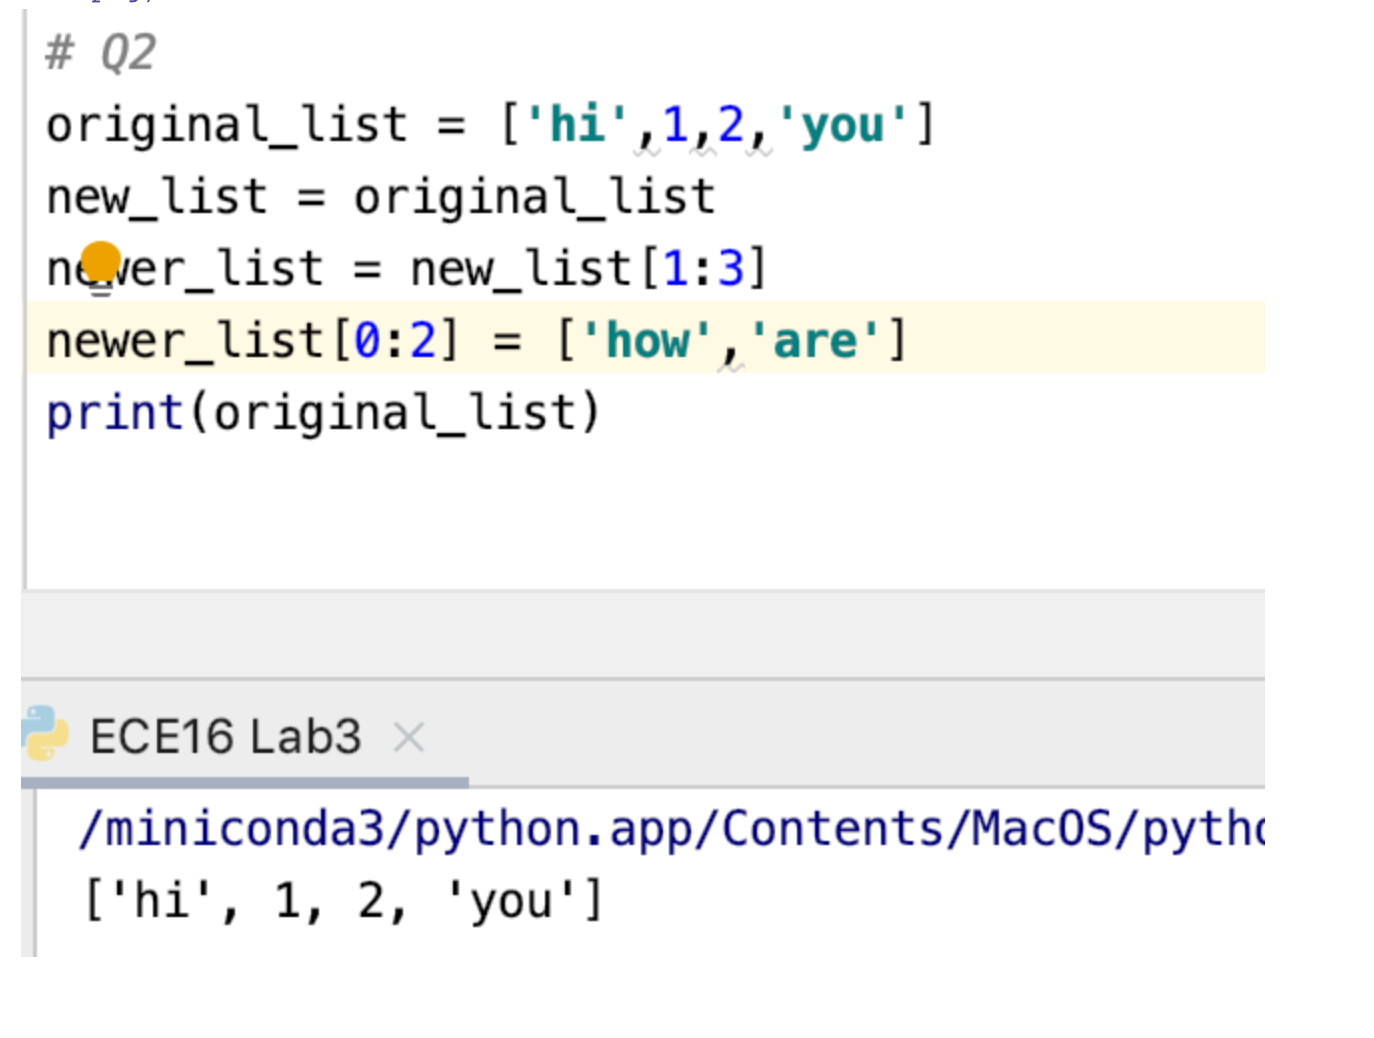 # Q2
original_list = ['hi',1,2,'you']
new_list = original_list
newer_list = new_list[1:3]
newer_list[0:2] = ['how','are']
print(original_list)
ECE16 Lab3
/miniconda3/python.app/Contents/MacOS/pytho
['hi', 1, 2, 'you']